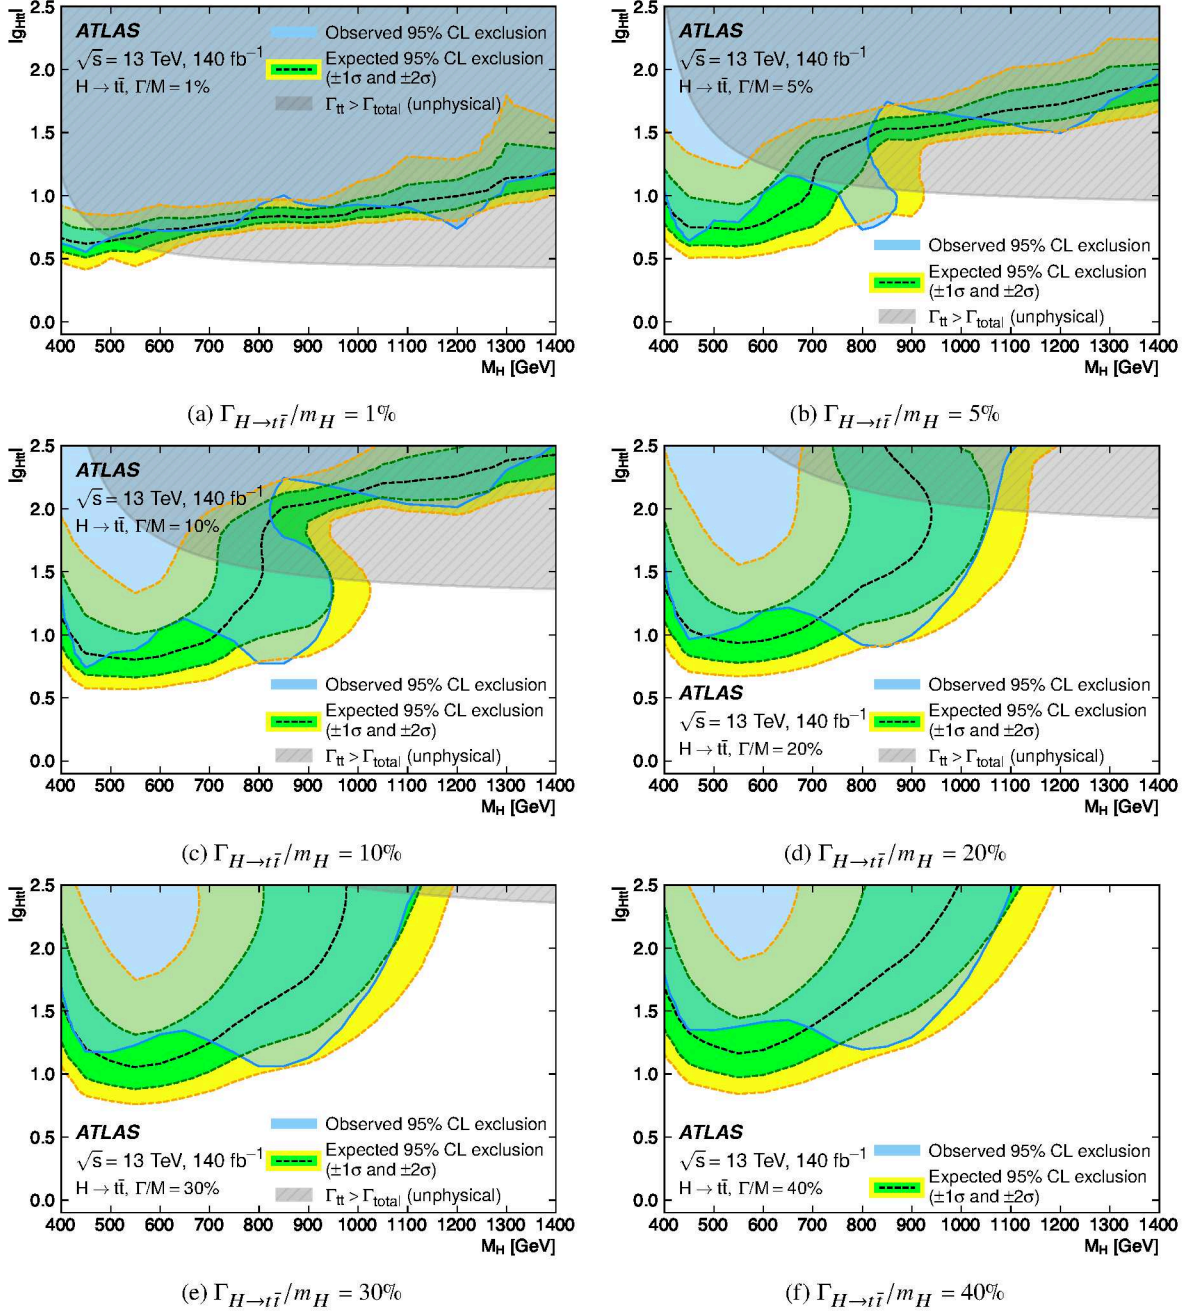 |gHtt|
2.5
2.0
1.5
1.0
0.5
0.0
ATLAS
√s = 13 TeV, 140 fb⁻¹
H → tt̄, Γ/M = 1%
Observed 95% CL exclusion
Expected 95% CL exclusion
(±1σ and ±2σ)
Γtt > Γtotal (unphysical)
400 500 600 700 800 900 1000 1100 1200 1300 1400
MH [GeV]
(a) ΓH→tt̄/mH = 1%
|gHtt|
2.5
2.0
1.5
1.0
0.5
0.0
ATLAS
√s = 13 TeV, 140 fb⁻¹
H → tt̄, Γ/M = 5%
Observed 95% CL exclusion
Expected 95% CL exclusion
(±1σ and ±2σ)
Γtt > Γtotal (unphysical)
400 500 600 700 800 900 1000 1100 1200 1300 1400
MH [GeV]
(b) ΓH→tt̄/mH = 5%
|gHtt|
2.5
2.0
1.5
1.0
0.5
0.0
ATLAS
√s = 13 TeV, 140 fb⁻¹
H → tt̄, Γ/M = 10%
Observed 95% CL exclusion
Expected 95% CL exclusion
(±1σ and ±2σ)
Γtt > Γtotal (unphysical)
400 500 600 700 800 900 1000 1100 1200 1300 1400
MH [GeV]
(c) ΓH→tt̄/mH = 10%
|gHtt|
2.5
2.0
1.5
1.0
0.5
0.0
ATLAS
√s = 13 TeV, 140 fb⁻¹
H → tt̄, Γ/M = 20%
Observed 95% CL exclusion
Expected 95% CL exclusion
(±1σ and ±2σ)
Γtt > Γtotal (unphysical)
400 500 600 700 800 900 1000 1100 1200 1300 1400
MH [GeV]
(d) ΓH→tt̄/mH = 20%
|gHtt|
2.5
2.0
1.5
1.0
0.5
0.0
ATLAS
√s = 13 TeV, 140 fb⁻¹
H → tt̄, Γ/M = 30%
Observed 95% CL exclusion
Expected 95% CL exclusion
(±1σ and ±2σ)
Γtt > Γtotal (unphysical)
400 500 600 700 800 900 1000 1100 1200 1300 1400
MH [GeV]
(e) ΓH→tt̄/mH = 30%
|gHtt|
2.5
2.0
1.5
1.0
0.5
0.0
ATLAS
√s = 13 TeV, 140 fb⁻¹
H → tt̄, Γ/M = 40%
Observed 95% CL exclusion
Expected 95% CL exclusion
(±1σ and ±2σ)
400 500 600 700 800 900 1000 1100 1200 1300 1400
MH [GeV]
(f) ΓH→tt̄/mH = 40%